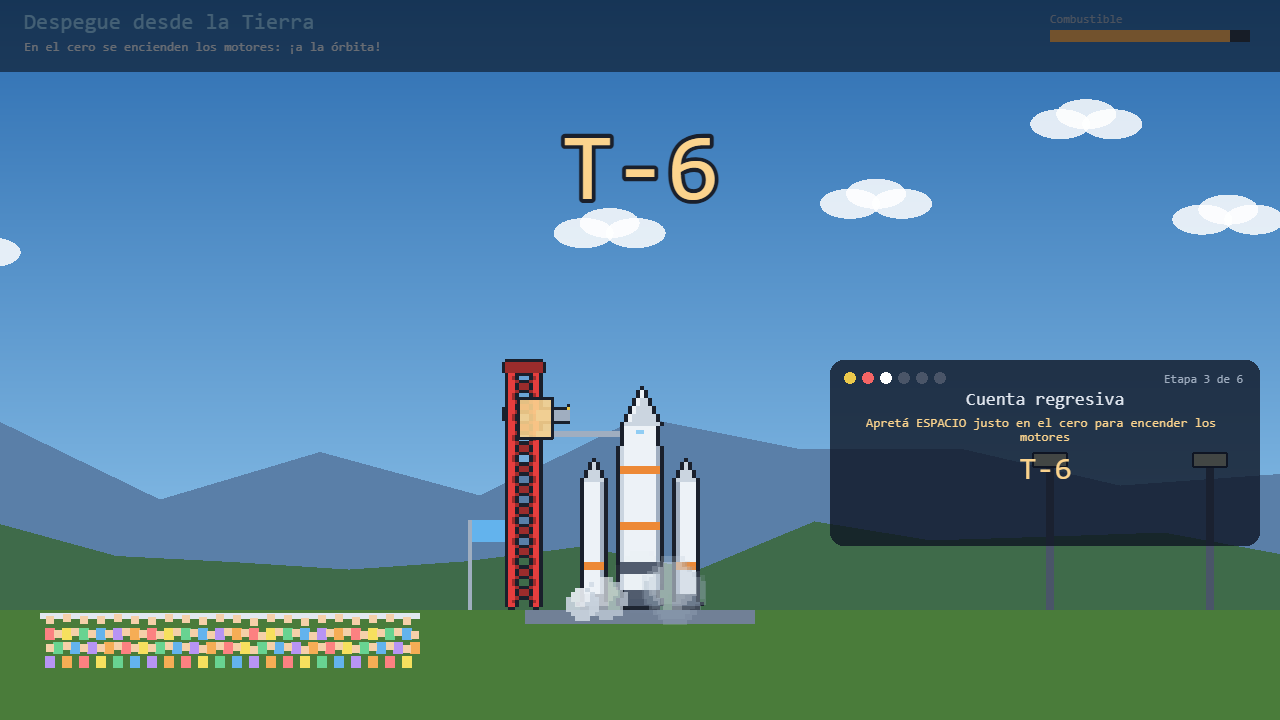 Despegue desde la Tierra
En el cero se encienden los motores: ¡a la órbita!
Combustible
T-6
Etapa 3 de 6
Cuenta regresiva
Apretá ESPACIO justo en el cero para encender los
motores
T-6